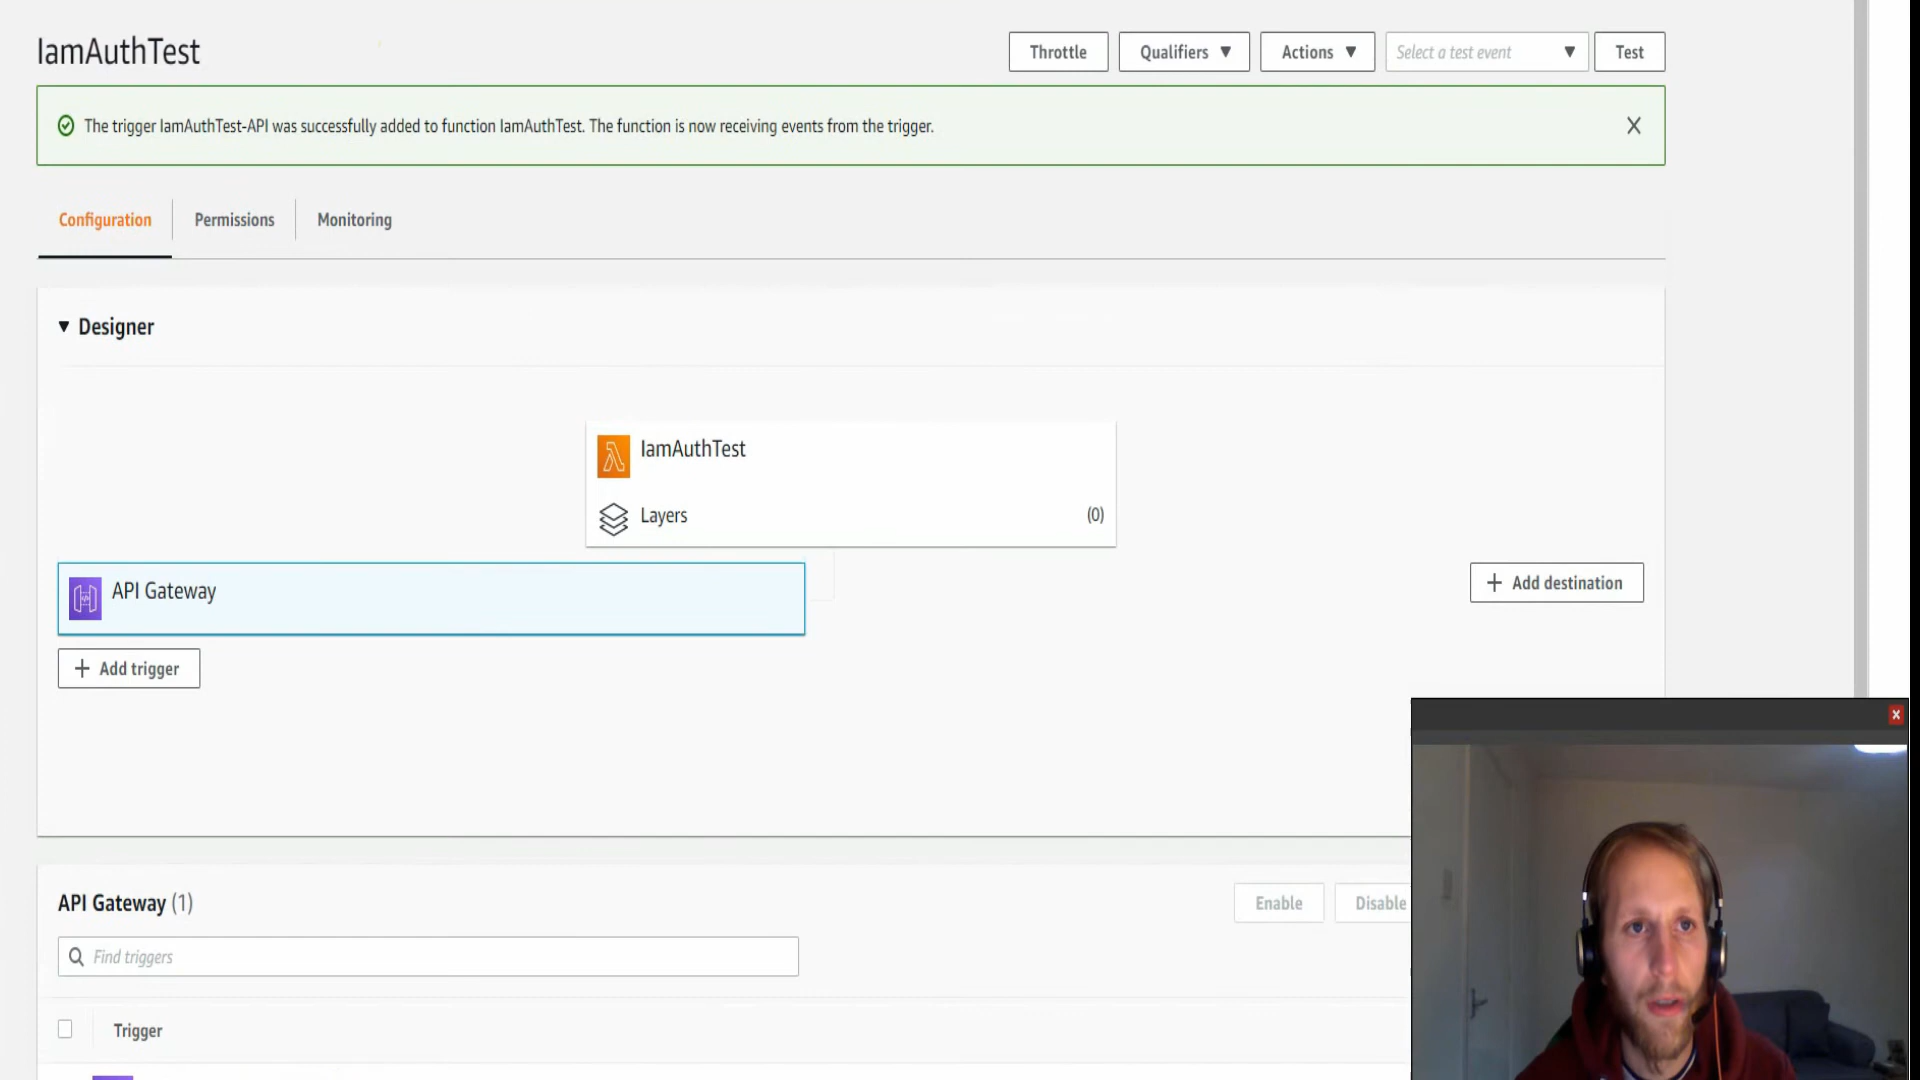 IamAuthTest
Throttle
Qualifiers
Actions
Select a test event
Test
The trigger IamAuthTest-API was successfully added to function IamAuthTest. The function is now receiving events from the trigger.
Configuration
Permissions
Monitoring
Designer
IamAuthTest
Layers
(0)
API Gateway
Add destination
Add trigger
API Gateway (1)
Enable
Disable
Find triggers
Trigger